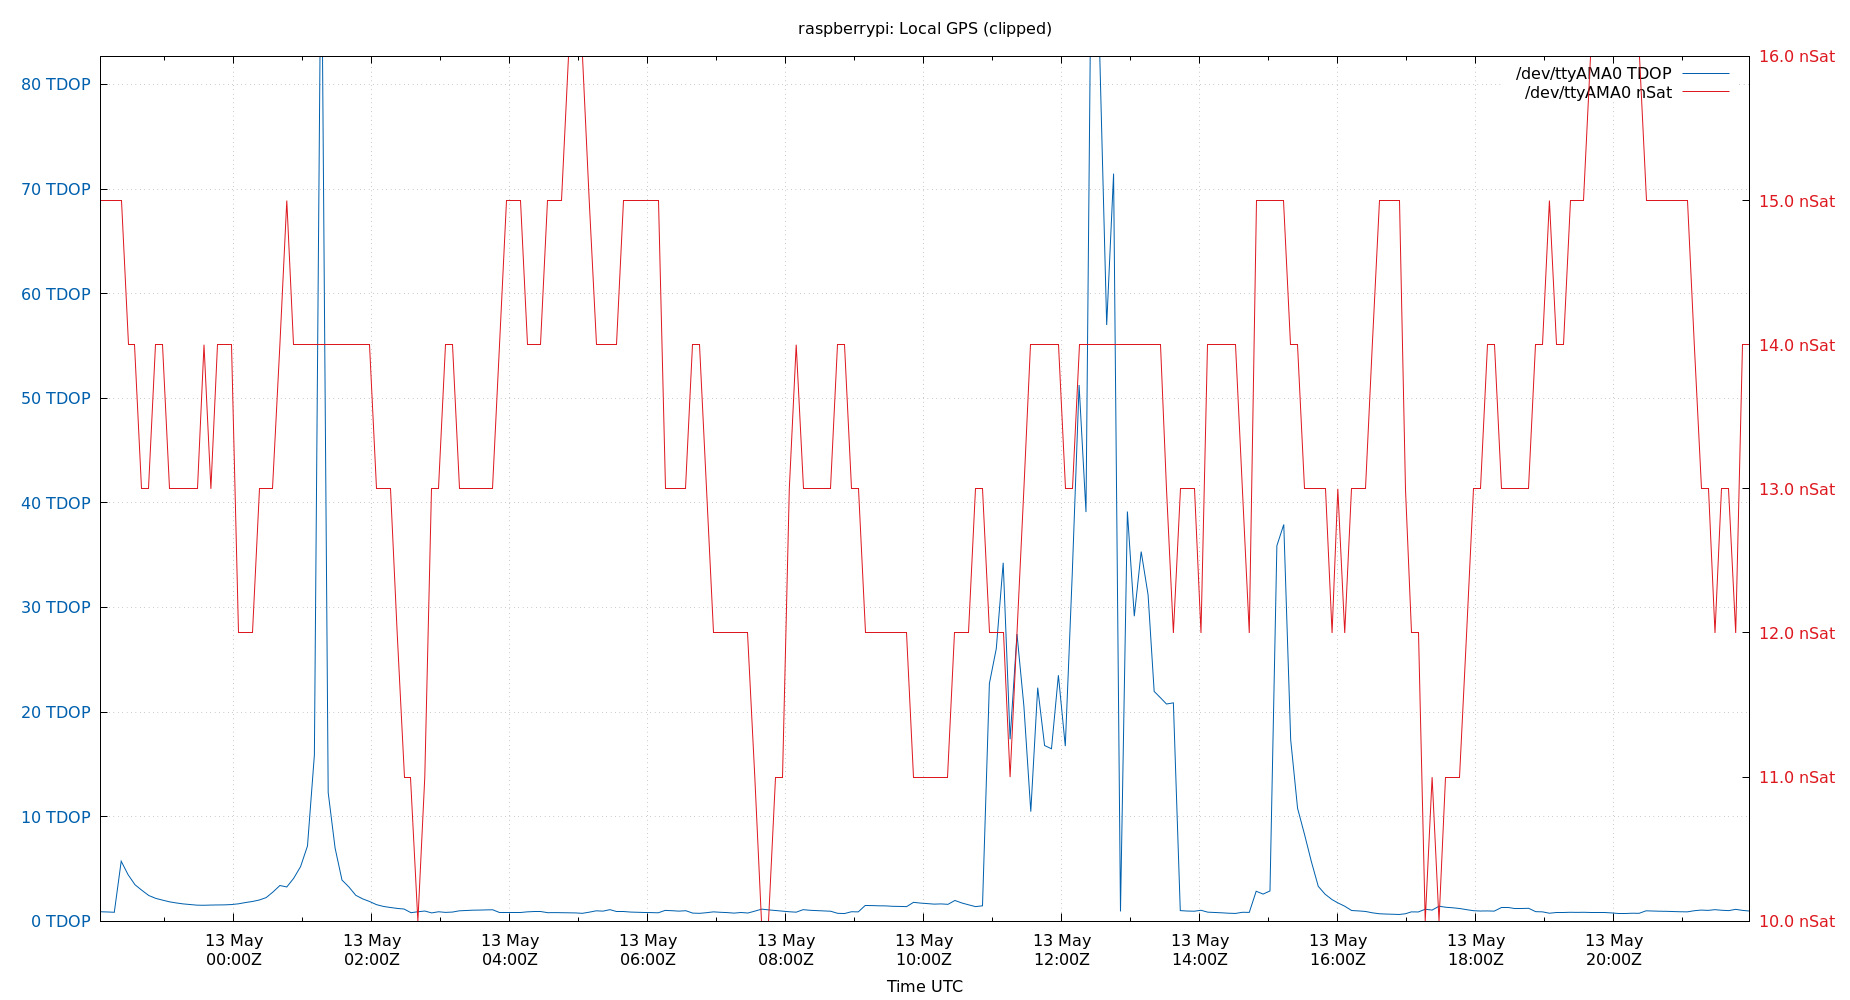 raspberrypi: Local GPS (clipped)
/dev/ttyAMA0 TDOP
/dev/ttyAMA0 nSat
80 TDOP
70 TDOP
60 TDOP
50 TDOP
40 TDOP
30 TDOP
20 TDOP
10 TDOP
0 TDOP
16.0 nSat
15.0 nSat
14.0 nSat
13.0 nSat
12.0 nSat
11.0 nSat
10.0 nSat
13 May 13 May 13 May 13 May 13 May 13 May 13 May 13 May 13 May 13 May 13 May
00:00Z 02:00Z 04:00Z 06:00Z 08:00Z 10:00Z 12:00Z 14:00Z 16:00Z 18:00Z 20:00Z
Time UTC